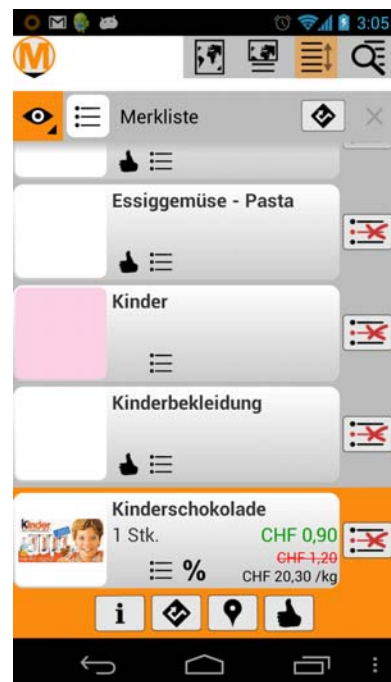 3:05
M
Merkliste
Essiggemüse - Pasta
Kinder
Kinderbekleidung
Kinderschokolade
Kinder
1 Stk.
CHF 0,90
CHF 1,20
%
CHF 20,30 /kg
i